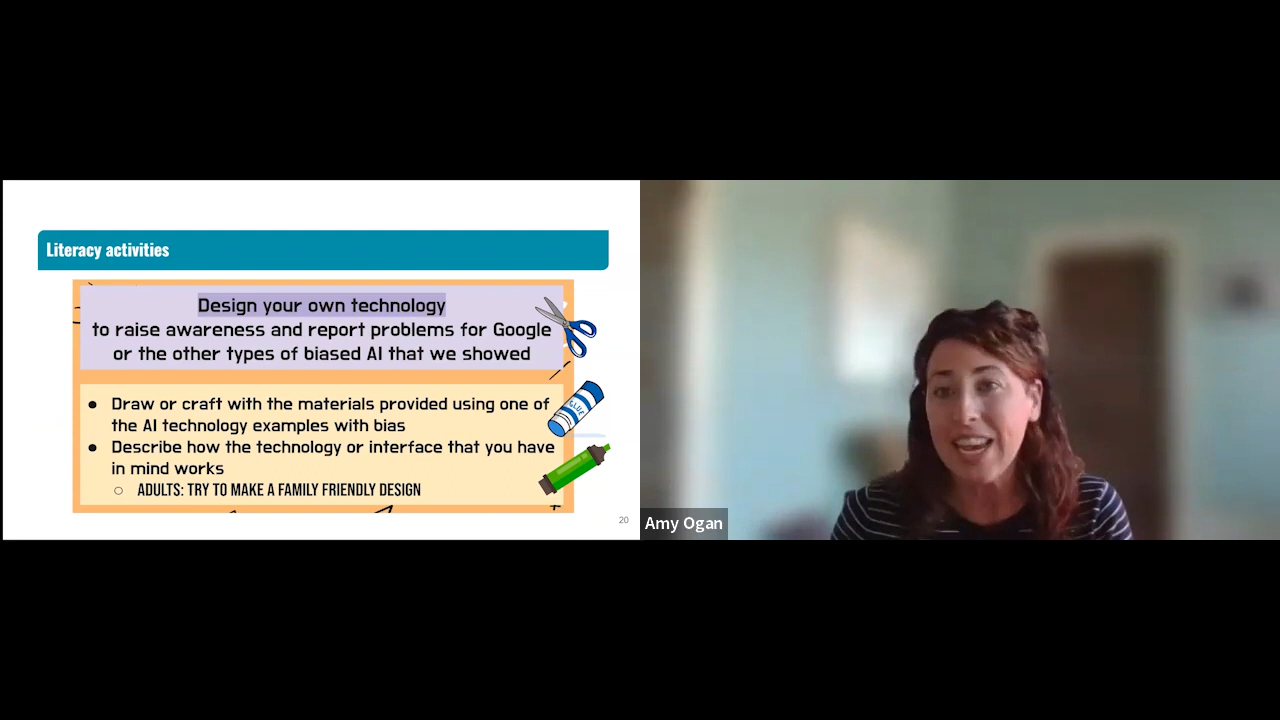 Literacy activities
Design your own technology
to raise awareness and report problems for Google
or the other types of biased AI that we showed
● Draw or craft with the materials provided using one of
the AI technology examples with bias
● Describe how the technology or interface that you have
in mind works
○ ADULTS: TRY TO MAKE A FAMILY FRIENDLY DESIGN
GLUE
20
Amy Ogan